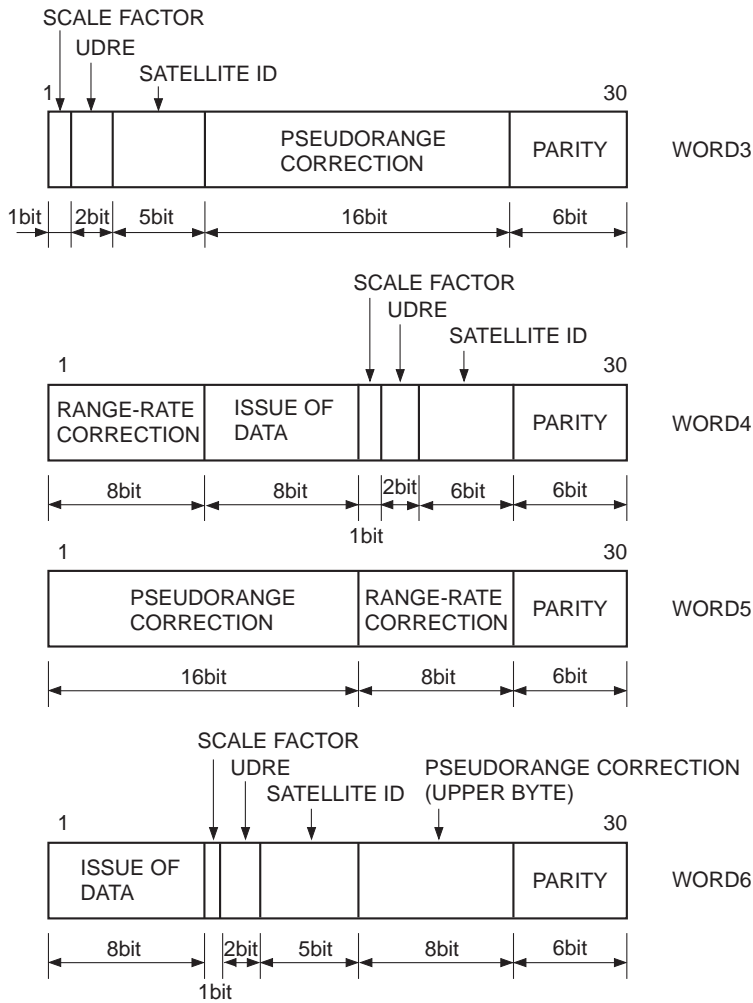 SCALE FACTOR
UDRE
SATELLITE ID
1 30
PSEUDORANGE
CORRECTION
PARITY
WORD3
1bit 2bit 5bit 16bit 6bit
SCALE FACTOR
UDRE
SATELLITE ID
1 30
RANGE-RATE
CORRECTION
ISSUE OF
DATA
PARITY
WORD4
8bit 8bit 2bit 6bit 6bit
1bit
1 30
PSEUDORANGE
CORRECTION
RANGE-RATE
CORRECTION
PARITY
WORD5
16bit 8bit 6bit
SCALE FACTOR
UDRE
SATELLITE ID
PSEUDORANGE CORRECTION
(UPPER BYTE)
1 30
ISSUE OF
DATA
PARITY
WORD6
8bit 2bit 5bit 8bit 6bit
1bit